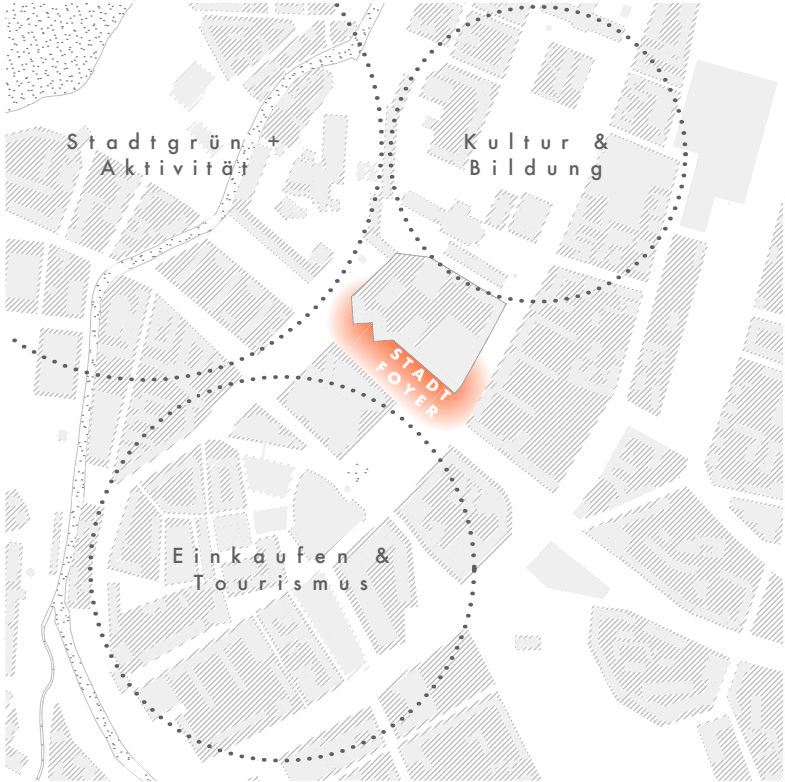 Stadtgrün +
Aktivität
Kultur &
Bildung
STADT
FOYER
Einkaufen &
Tourismus